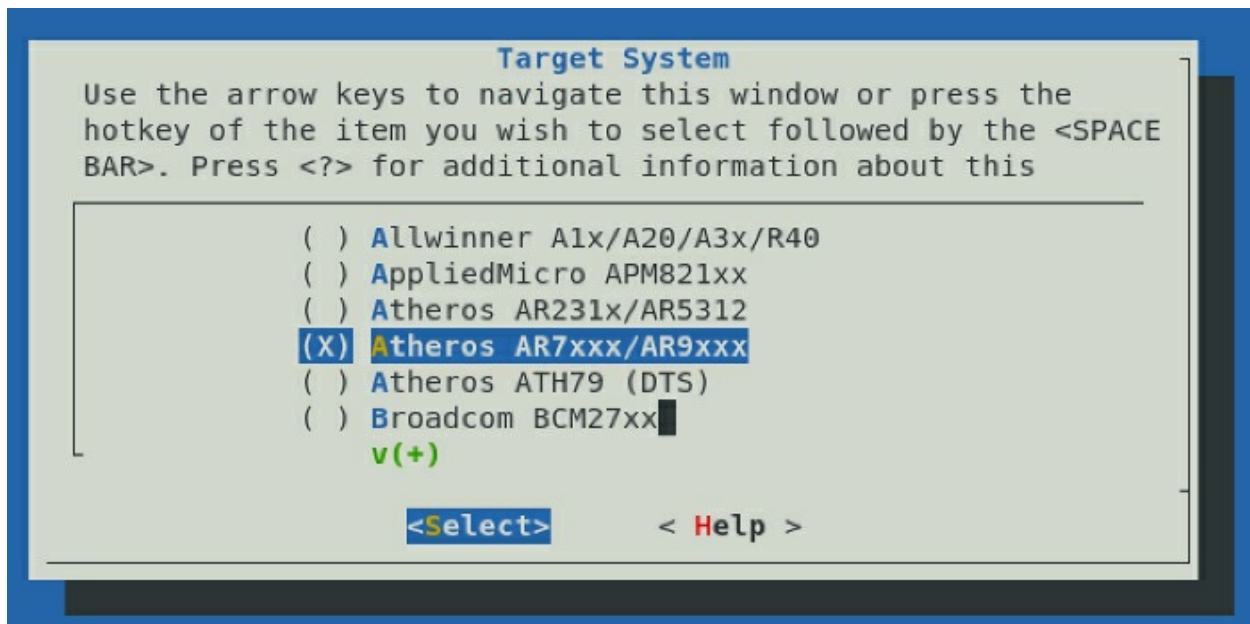 Target System
Use the arrow keys to navigate this window or press the
hotkey of the item you wish to select followed by the <SPACE
BAR>. Press <?> for additional information about this
( ) Allwinner A1x/A20/A3x/R40
( ) AppliedMicro APM821xx
( ) Atheros AR231x/AR5312
(X) Atheros AR7xxx/AR9xxx
( ) Atheros ATH79 (DTS)
( ) Broadcom BCM27xx
v(+)
<Select> < Help >